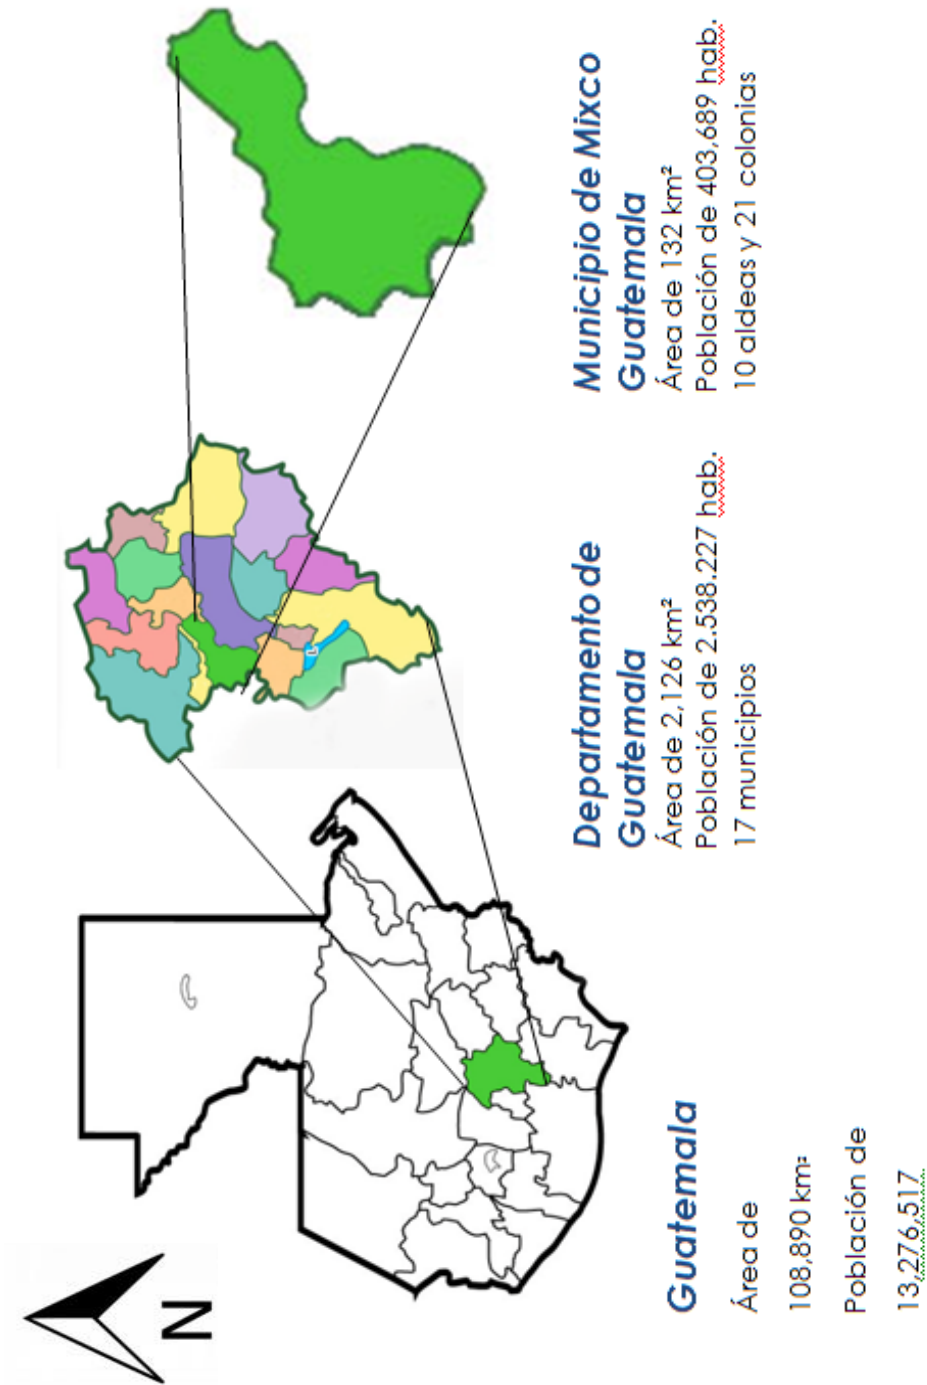 N
Guatemala
Área de
108,890 km²
Población de
13,276,517
Departamento de
Guatemala
Área de 2,126 km²
Población de 2.538.227 hab.
17 municipios
Municipio de Mixco
Guatemala
Área de 132 km²
Población de 403,689 hab.
10 aldeas y 21 colonias